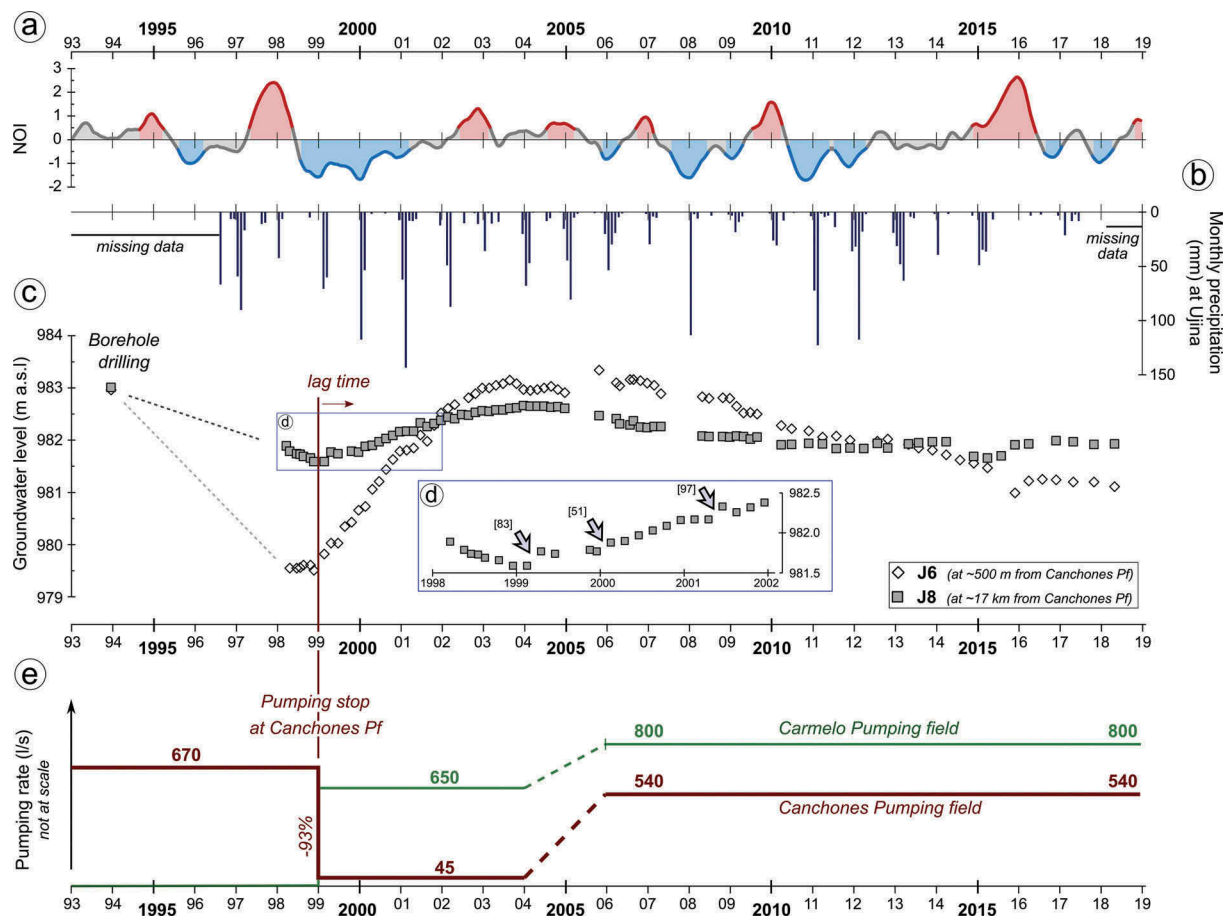 a
1995 2000 2005 2010 2015
93 94 96 97 98 99 01 02 03 04 06 07 08 09 11 12 13 14 16 17 18 19
NOI
3
2
1
0
-1
-2
b
Monthly precipitation
(mm) at Ujina
0
50
100
150
missing data
missing
data
c
Groundwater level (m a.s.l)
984
983
982
981
980
979
Borehole
drilling
lag time
d
d
[83]
[51]
[97]
982.5
982.0
981.5
1998 1999 2000 2001 2002
J6 (at ~500 m from Canchones Pf)
J8 (at ~17 km from Canchones Pf)
93 94 96 97 98 99 01 02 03 04 06 07 08 09 11 12 13 14 16 17 18 19
1995 2000 2005 2010 2015
e
Pumping rate (l/s)
not at scale
Pumping stop
at Canchones Pf
800 Carmelo Pumping field 800
670
650
540 Canchones Pumping field 540
-93%
45
93 94 96 97 98 99 01 02 03 04 06 07 08 09 11 12 13 14 16 17 18 19
1995 2000 2005 2010 2015